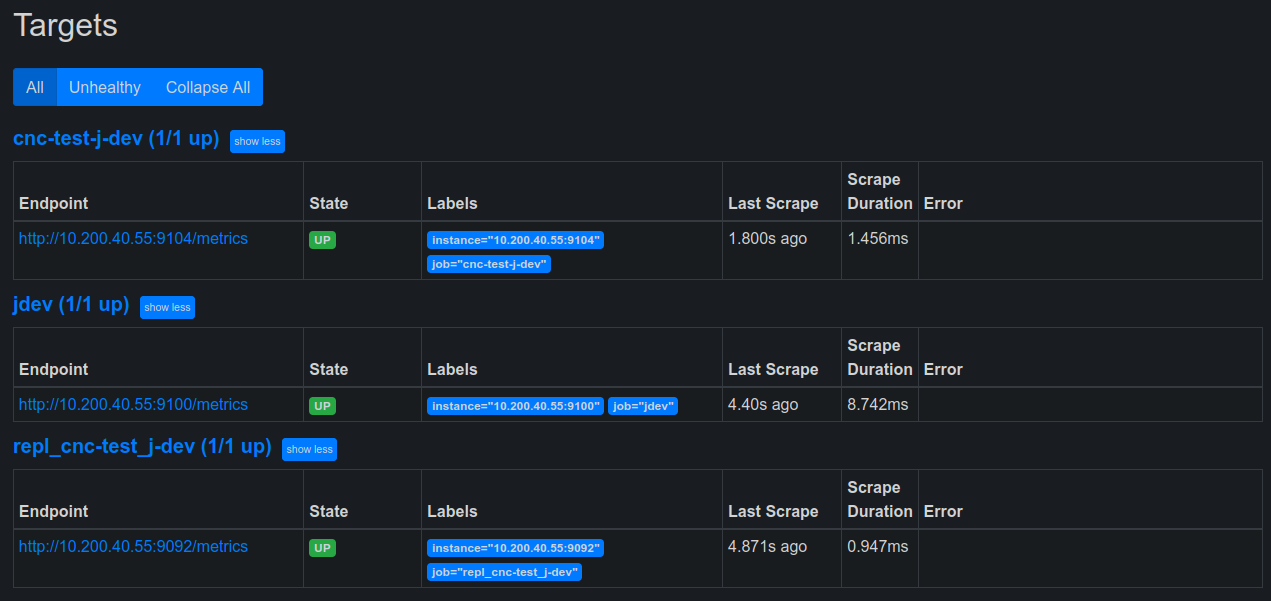 Targets
All Unhealthy Collapse All
cnc-test-j-dev (1/1 up) show less
Endpoint State Labels Last Scrape Scrape Duration Error
http://10.200.40.55:9104/metrics UP instance="10.200.40.55:9104" 1.800s ago 1.456ms
job="cnc-test-j-dev"
jdev (1/1 up) show less
Endpoint State Labels Last Scrape Scrape Duration Error
http://10.200.40.55:9100/metrics UP instance="10.200.40.55:9100" job="jdev" 4.40s ago 8.742ms
repl_cnc-test_j-dev (1/1 up) show less
Endpoint State Labels Last Scrape Scrape Duration Error
http://10.200.40.55:9092/metrics UP instance="10.200.40.55:9092" 4.871s ago 0.947ms
job="repl_cnc-test_j-dev"